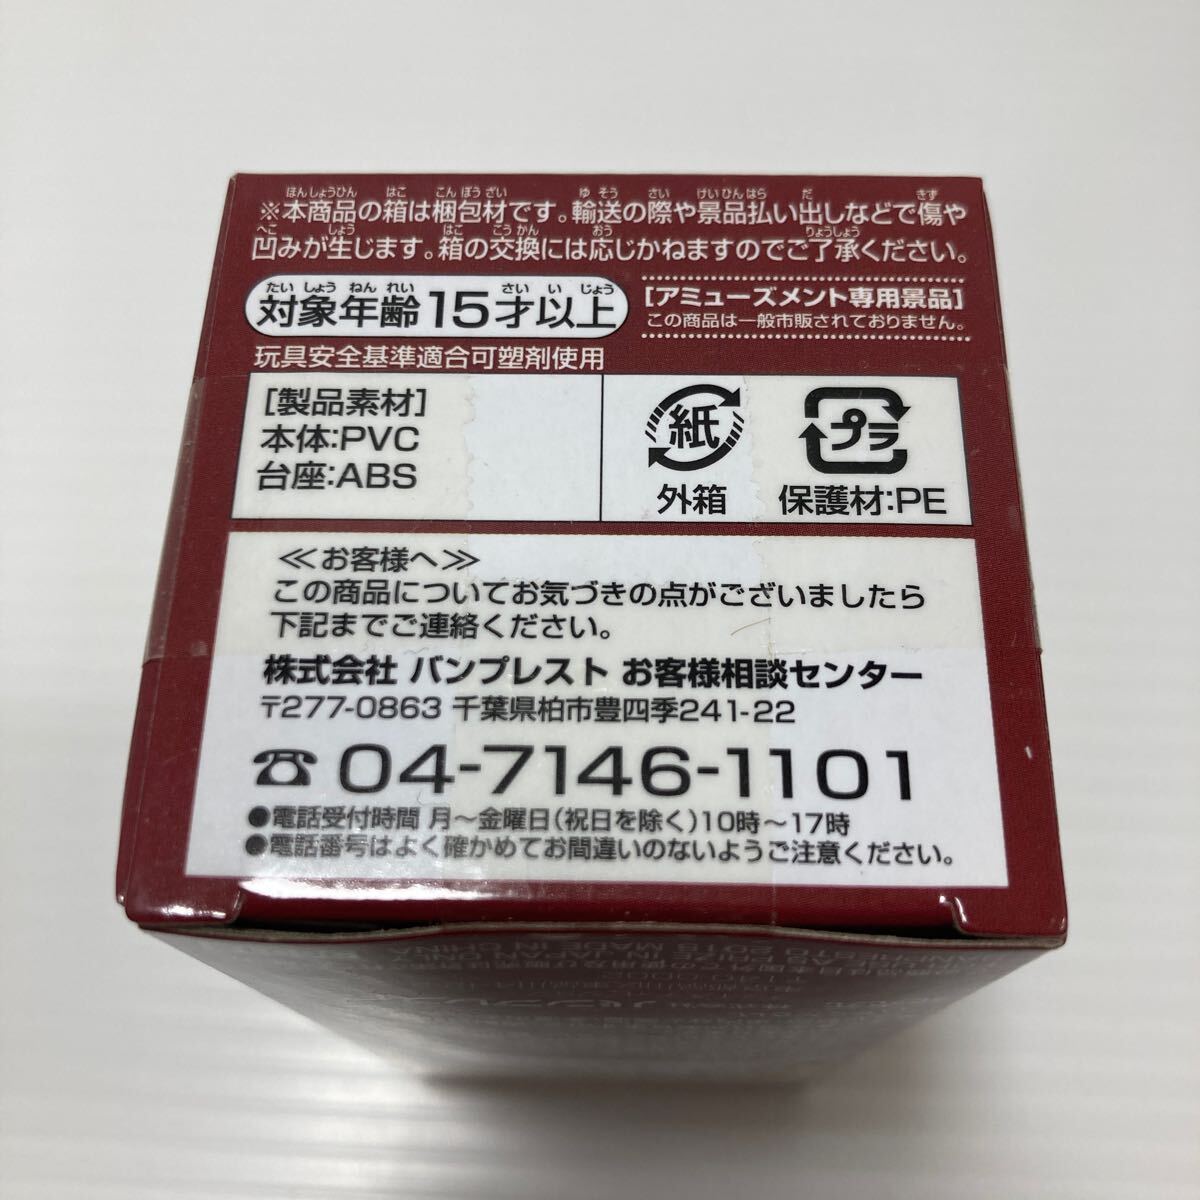 ほんしょうひん はこ こんぽうざい ゆそう さい けいひんはら だ きず
※本商品の箱は梱包材です。輸送の際や景品払い出しなどで傷や
へこ しょう はこ こうかん おう りょうしょう
凹みが生じます。箱の交換には応じかねますのでご了承ください。
たいしょうねんれい さいいじょう
対象年齢15才以上
[アミューズメント専用景品]
この商品は一般市販されておりません。
玩具安全基準適合可塑剤使用
[製品素材]
本体:PVC
台座:ABS
紙
外箱
プラ
保護材:PE
≪お客様へ≫
この商品についてお気づきの点がございましたら
下記までご連絡ください。
株式会社 バンプレスト お客様相談センター
〒277-0863 千葉県柏市豊四季241-22
☎ 04-7146-1101
●電話受付時間 月～金曜日(祝日を除く)10時～17時
●電話番号はよく確かめてお間違いのないようご注意ください。